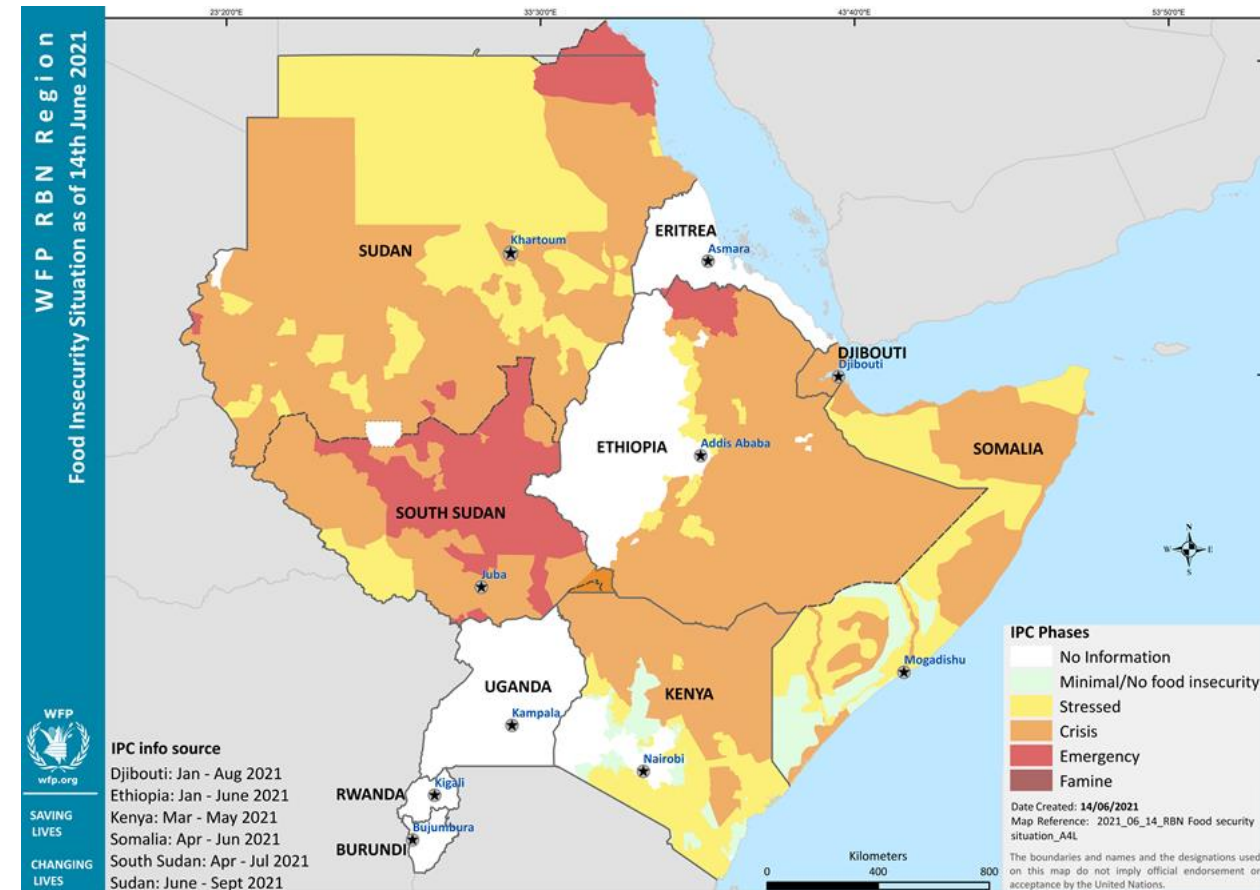 WFP RBN Region
Food Insecurity Situation as of 14th June 2021
23°20'0"E
33°30'0"E
43°40'0"E
53°50'0"E
SUDAN
Khartoum
ERITREA
Asmara
DJIBOUTI
Djibouti
ETHIOPIA
Addis Ababa
SOMALIA
SOUTH SUDAN
Juba
N
W
E
S
UGANDA
Kampala
KENYA
Mogadishu
Nairobi
RWANDA
Kigali
Bujumbura
BURUNDI
IPC Phases
No Information
Minimal/No food insecurity
Stressed
Crisis
Emergency
Famine
Date Created: 14/06/2021
Map Reference: 2021_06_14_RBN Food security
situation_A4L
The boundaries and names and the designations used
on this map do not imply official endorsement
acceptance by the United Nations.
Kilometers
0
400
800
WFP
wfp.org
SAVING
LIVES
CHANGING
LIVES
IPC info source
Djibouti: Jan - Aug 2021
Ethiopia: Jan - June 2021
Kenya: Mar - May 2021
Somalia: Apr - Jun 2021
South Sudan: Apr - Jul 2021
Sudan: June - Sept 2021